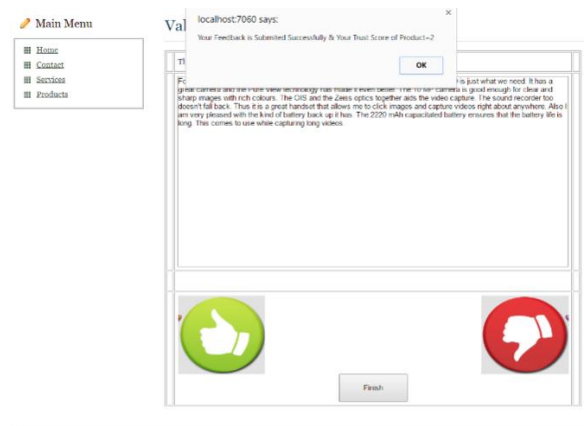 Main Menu
Home
Contact
Services
Products
Val
localhost:7060 says:
Your Feedback is Submited Successfully & Your Trust Score of Product=2
OK
is just what we need. It has a
great camera and the Pure View technology has made it even better. The 10 MP camera is good enough for clear and
sharp images with rich colours. The OIS and the Zeiss optics together aids the video capture. The sound recorder too
doesn't fall back. Thus it is a great handset that allows me to click images and capture videos right about anywhere. Also I
am very pleased with the kind of battery back up it has. The 2220 mAh capacitated battery ensures that the battery life is
long. This comes to use while capturing long videos.
Finish